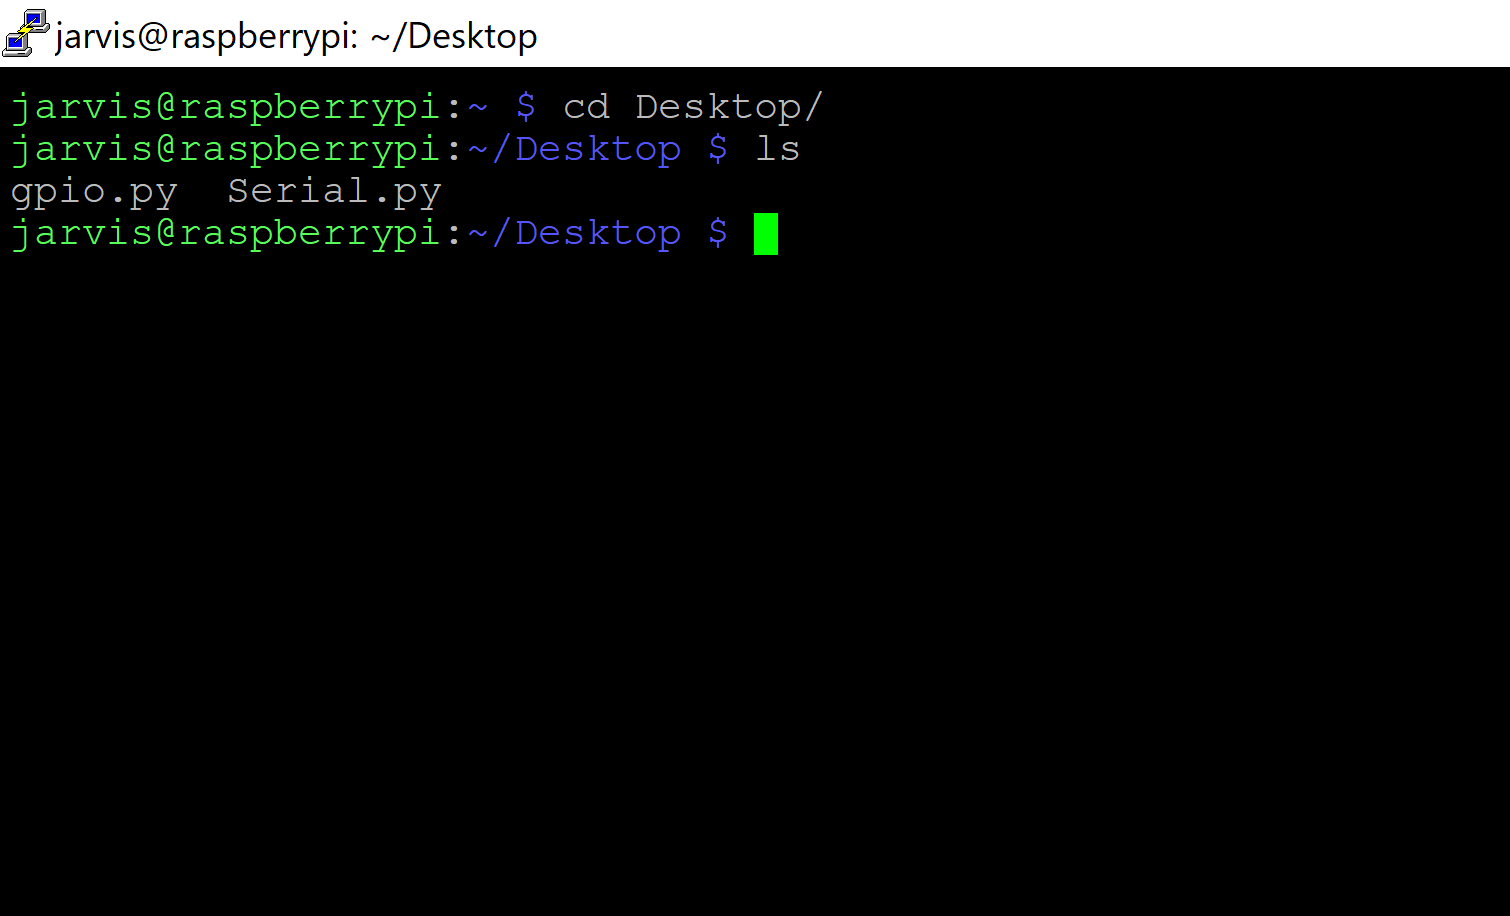 jarvis@raspberrypi: ~/Desktop
jarvis@raspberrypi:~ $ cd Desktop/
jarvis@raspberrypi:~/Desktop $ ls
gpio.py  Serial.py
jarvis@raspberrypi:~/Desktop $